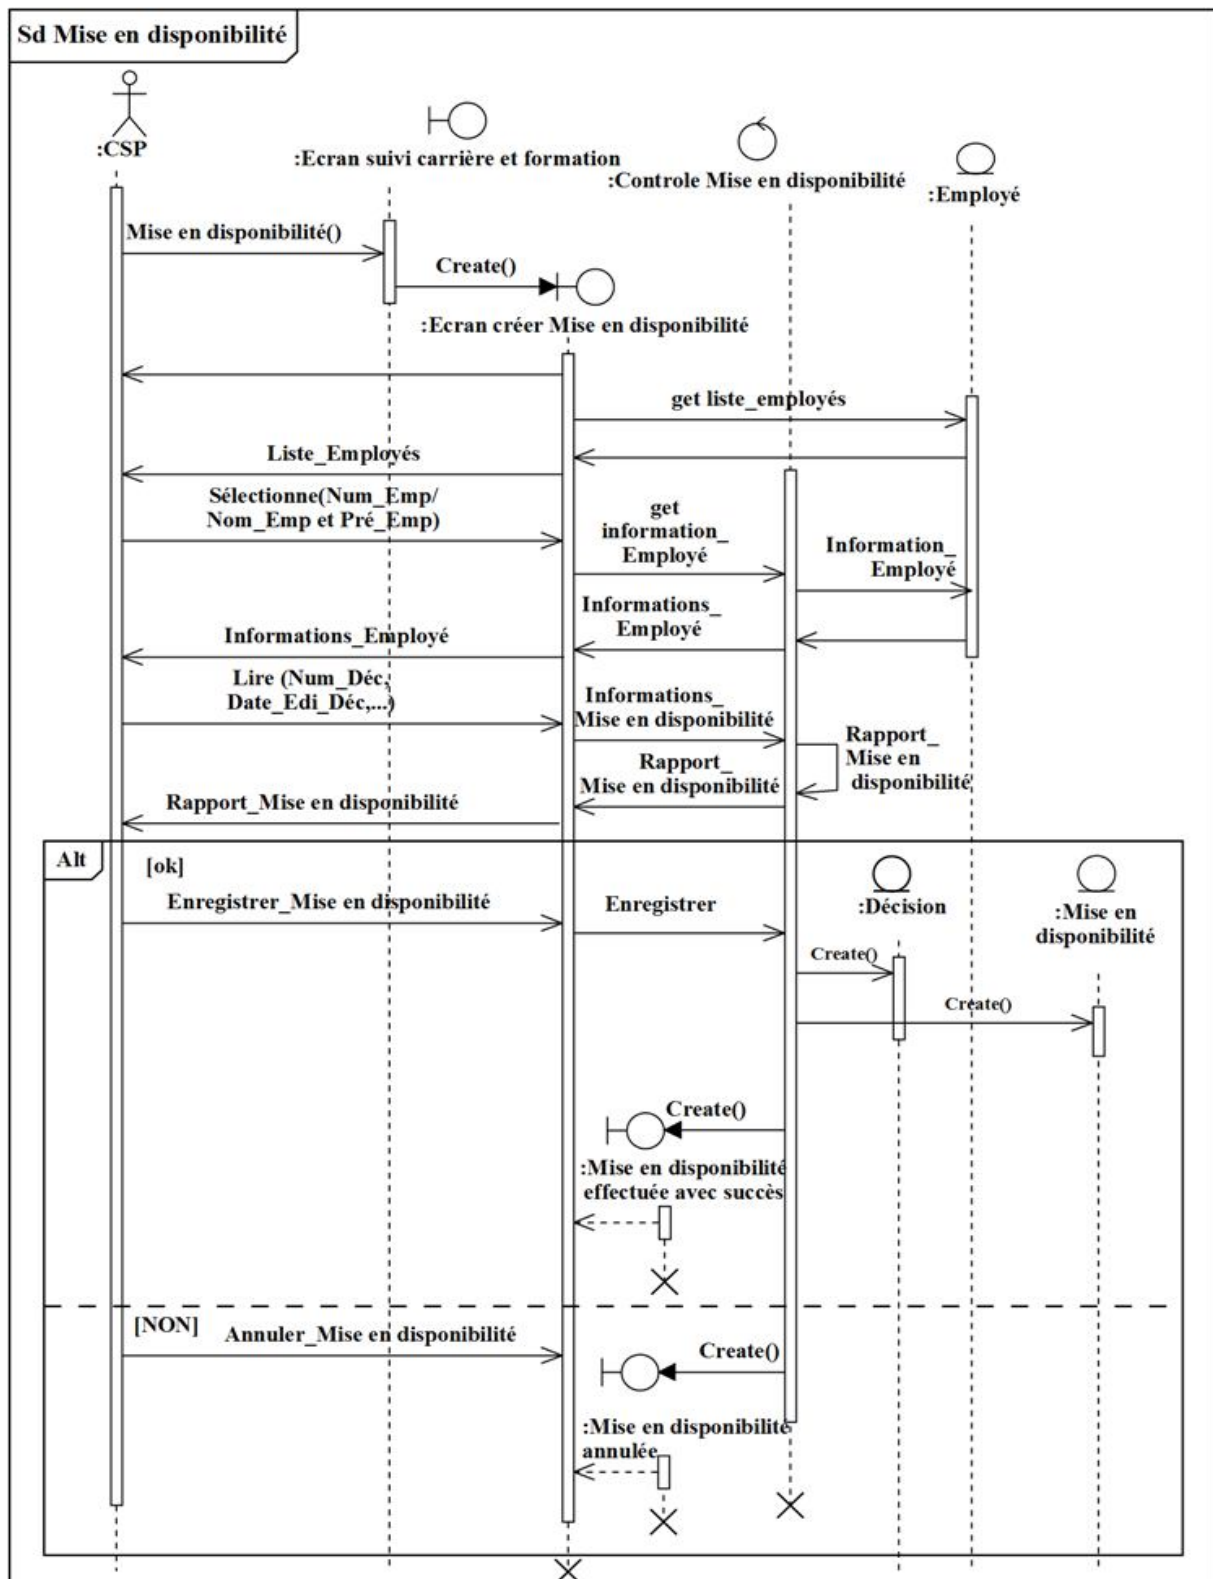 Sd Mise en disponibilité
:CSP
:Ecran suivi carrière et formation
:Controle Mise en disponibilité
:Employé
Mise en disponibilité()
Create()
:Ecran créer Mise en disponibilité
get liste_employés
Liste_Employés
Sélectionne(Num_Emp/
Nom_Emp et Pré_Emp)
get
information_
Employé
Information_
Employé
Informations_
Employé
Informations_Employé
Lire (Num_Déc,
Date_Edi_Déc,...)
Informations_
Mise en disponibilité
Rapport_
Mise en
disponibilité
Rapport_
Mise en disponibilité
Rapport_Mise en disponibilité
Alt
[ok]
Enregistrer_Mise en disponibilité
Enregistrer
:Décision
:Mise en
disponibilité
Create()
Create()
Create()
:Mise en disponibilité
effectuée avec succès
[NON]
Annuler_Mise en disponibilité
Create()
:Mise en disponibilité
annulée